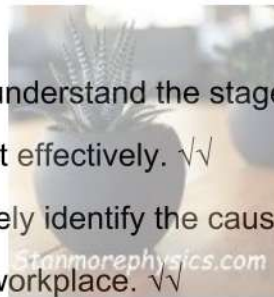 understand the stage
t effectively. √√
ely identify the caus
Stanmorephysics.com
workplace. √√